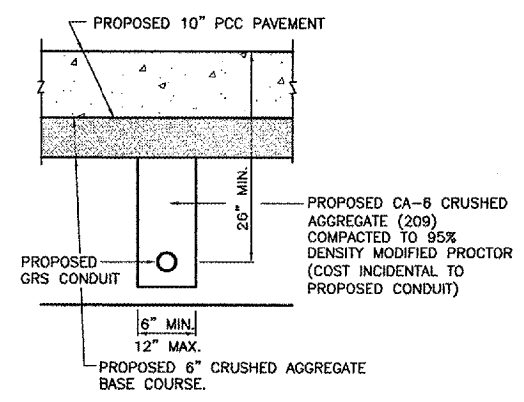 PROPOSED 10" PCC PAVEMENT
26" MIN.
PROPOSED CA-6 CRUSHED
AGGREGATE (209)
COMPACTED TO 95%
DENSITY MODIFIED PROCTOR
(COST INCIDENTAL TO
PROPOSED CONDUIT)
PROPOSED
GRS CONDUIT
6" MIN.
12" MAX.
PROPOSED 6" CRUSHED AGGREGATE
BASE COURSE.